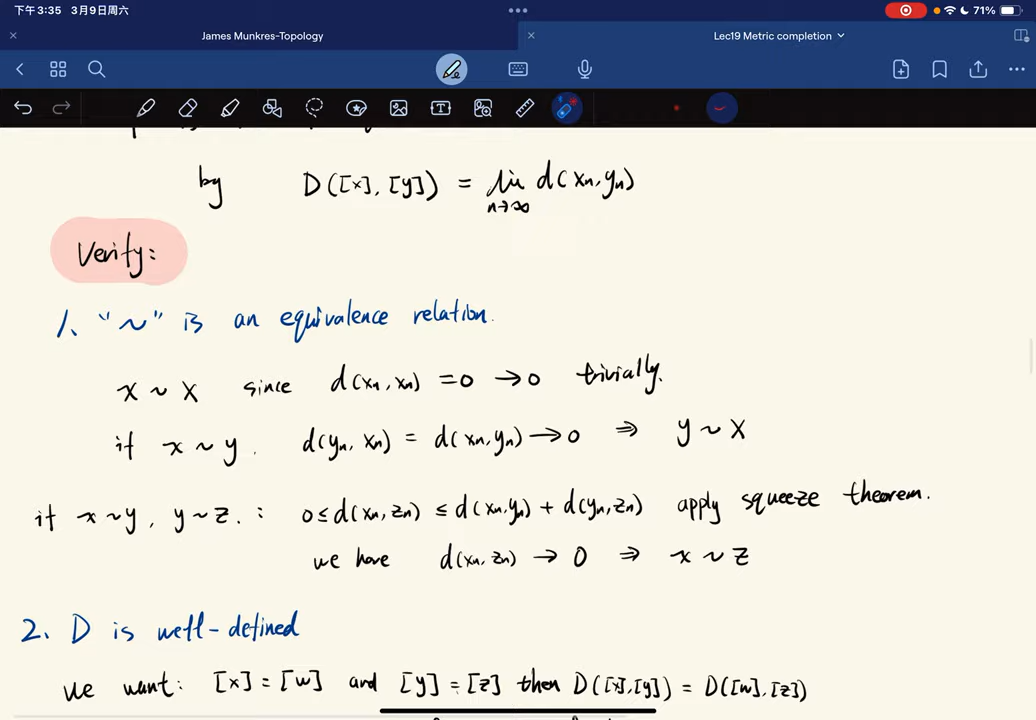 下午3:35 3月9日周六
71%
James Munkres-Topology
Lec19 Metric completion
by D([x],[y]) = lim d(xn,yn)
n→∞
Verify:
1、"~" is an equivalence relation.
x ~ x since d(xn,xn) =0 →0 trivially.
if x ~ y. d(yn,xn) = d(xn,yn) →0 ⇒ y ~ x
if x~y, y~z. : 0≤d(xn,zn) ≤d(xn,yn) + d(yn,zn) apply squeeze theorem.
we have d(xn,zn) → 0 ⇒ x ~ z
2、D is well-defined
We want: [x]=[w] and [y]=[z] then D([x],[y]) = D([w],[z])